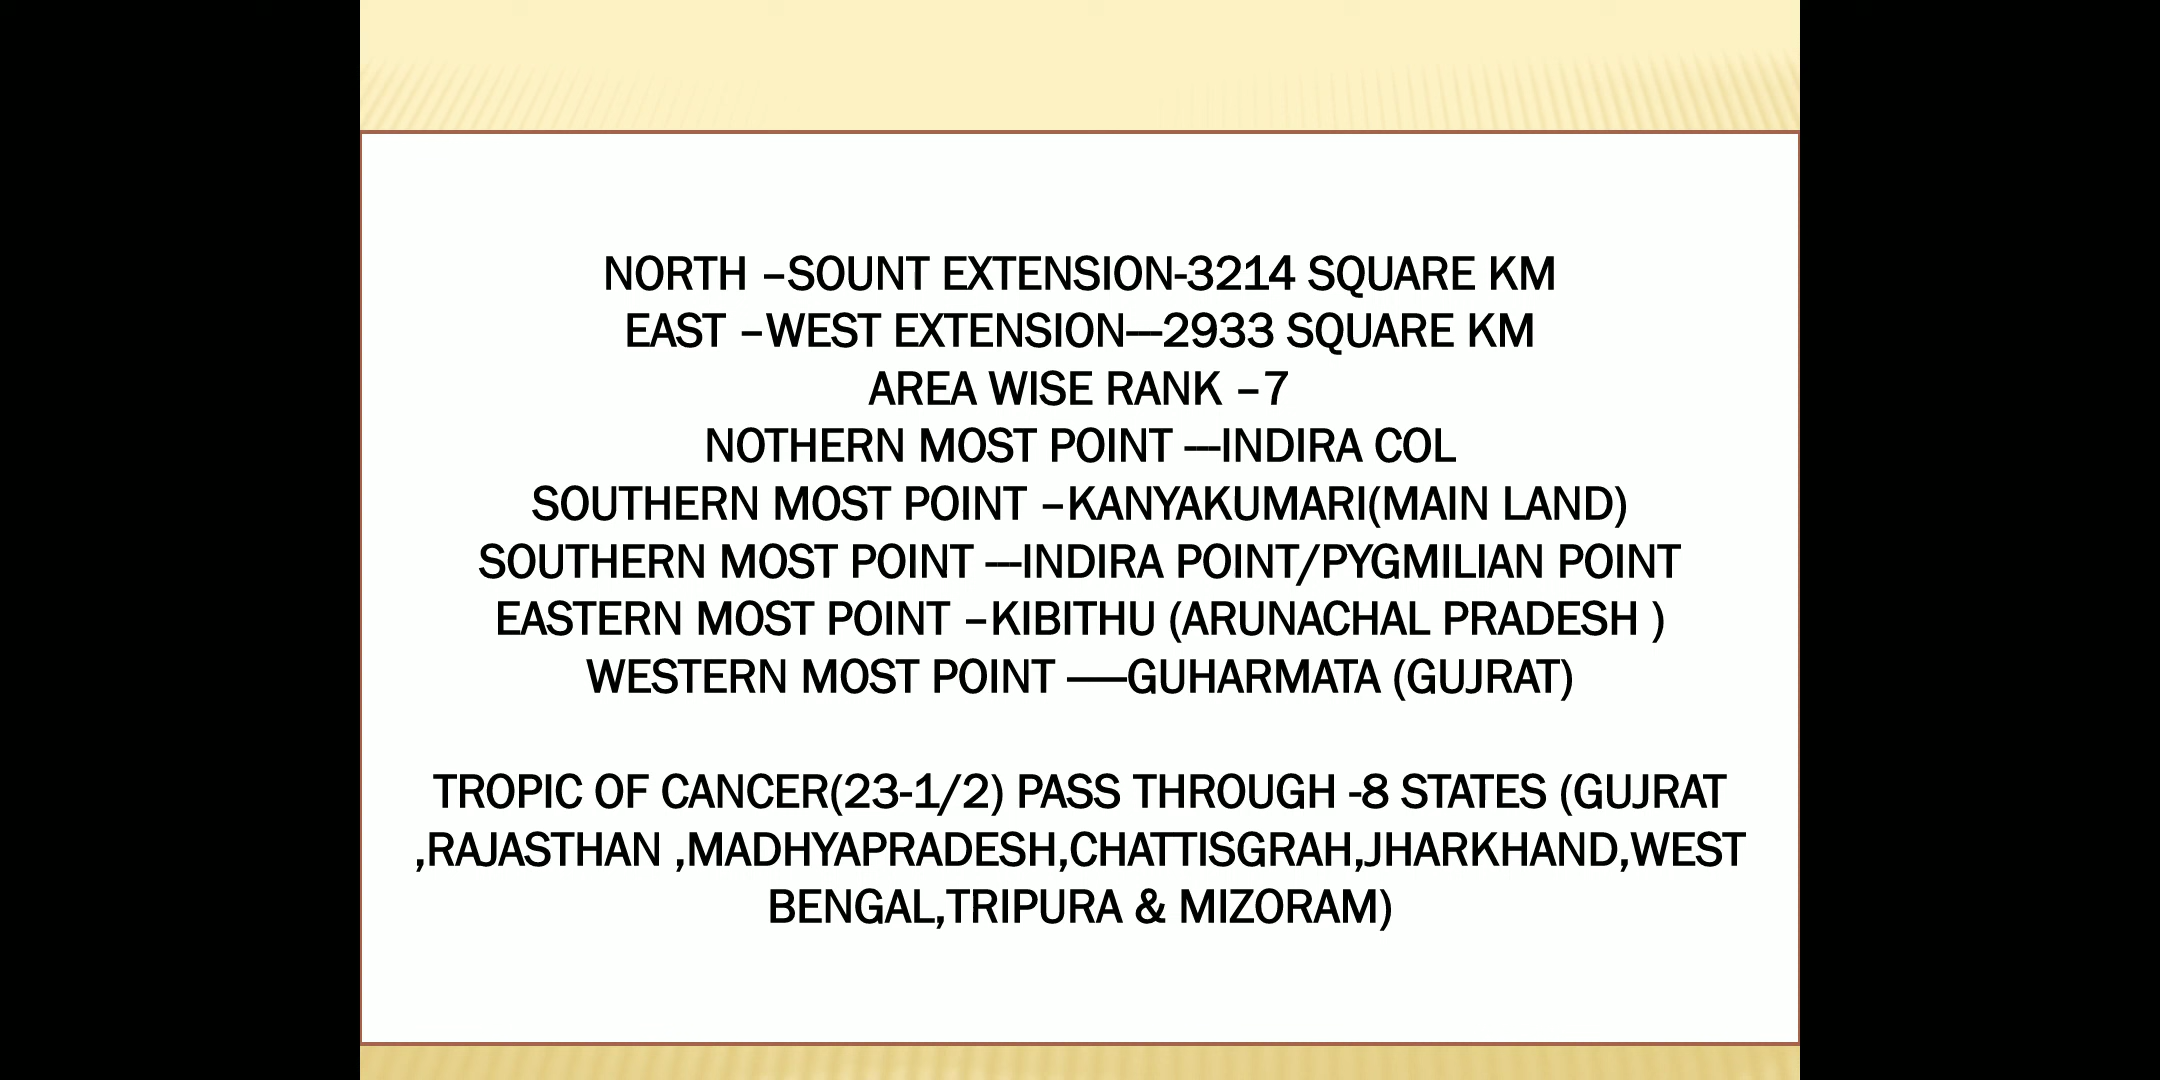 NORTH –SOUNT EXTENSION-3214 SQUARE KM
EAST –WEST EXTENSION---2933 SQUARE KM
AREA WISE RANK –7
NOTHERN MOST POINT ---INDIRA COL
SOUTHERN MOST POINT –KANYAKUMARI(MAIN LAND)
SOUTHERN MOST POINT ---INDIRA POINT/PYGMILIAN POINT
EASTERN MOST POINT –KIBITHU (ARUNACHAL PRADESH )
WESTERN MOST POINT -----GUHARMATA (GUJRAT)
TROPIC OF CANCER(23-1/2) PASS THROUGH -8 STATES (GUJRAT
,RAJASTHAN ,MADHYAPRADESH,CHATTISGRAH,JHARKHAND,WEST
BENGAL,TRIPURA & MIZORAM)